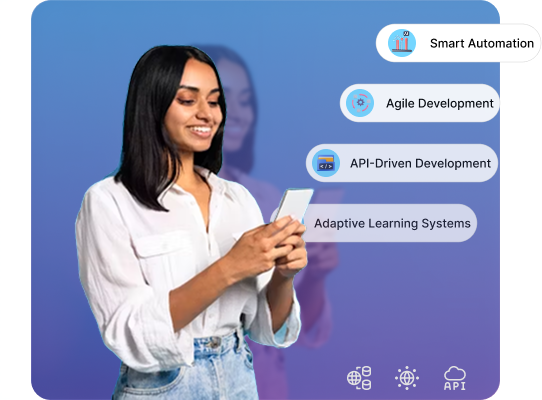 Smart Automation
Agile Development
API-Driven Development
Adaptive Learning Systems
API